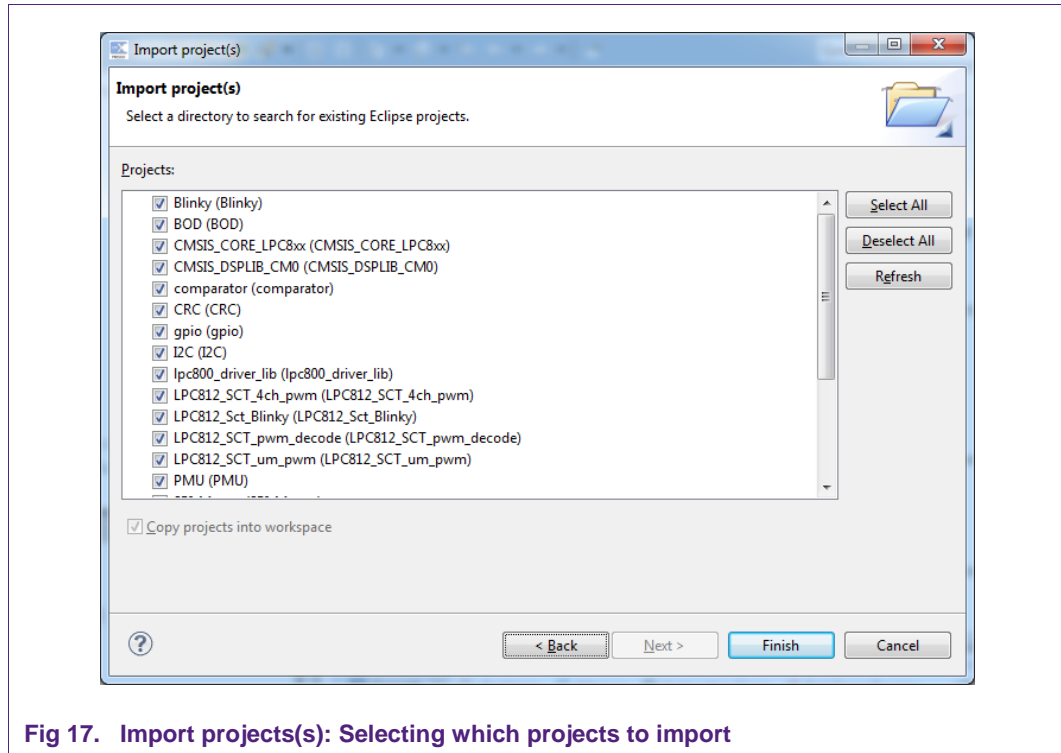 Import project(s)
Import project(s)
Select a directory to search for existing Eclipse projects.
Projects:
Blinky (Blinky)
BOD (BOD)
CMSIS_CORE_LPC8xx (CMSIS_CORE_LPC8xx)
CMSIS_DSPLIB_CM0 (CMSIS_DSPLIB_CM0)
comparator (comparator)
CRC (CRC)
gpio (gpio)
I2C (I2C)
lpc800_driver_lib (lpc800_driver_lib)
LPC812_SCT_4ch_pwm (LPC812_SCT_4ch_pwm)
LPC812_Sct_Blinky (LPC812_Sct_Blinky)
LPC812_SCT_pwm_decode (LPC812_SCT_pwm_decode)
LPC812_SCT_um_pwm (LPC812_SCT_um_pwm)
PMU (PMU)
Select All
Deselect All
Refresh
Copy projects into workspace
< Back Next > Finish Cancel
Fig 17. Import projects(s): Selecting which projects to import